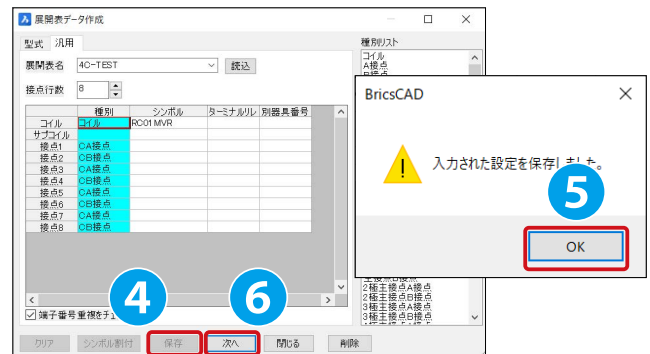 展開表データ作成
型式 汎用
展開表名 4C-TEST 読込
接点行数 8
種別 シンボル ターミナルリレ 別器具番号
コイル コイル RC01 MVR
サブコイル
接点1 CA接点
接点2 CB接点
接点3 CA接点
接点4 CB接点
接点5 CA接点
接点6 CB接点
接点7 CA接点
接点8 CB接点
端子番号重複をチェ
クリア シンボル割付 保存 次へ 閉じる 削除
4
6
種別リスト
コイル
A接点
B接点
BricsCAD
入力された設定を保存しました。
5
OK
2極主接点A接点
2極主接点B接点
3極主接点A接点
3極主接点B接点